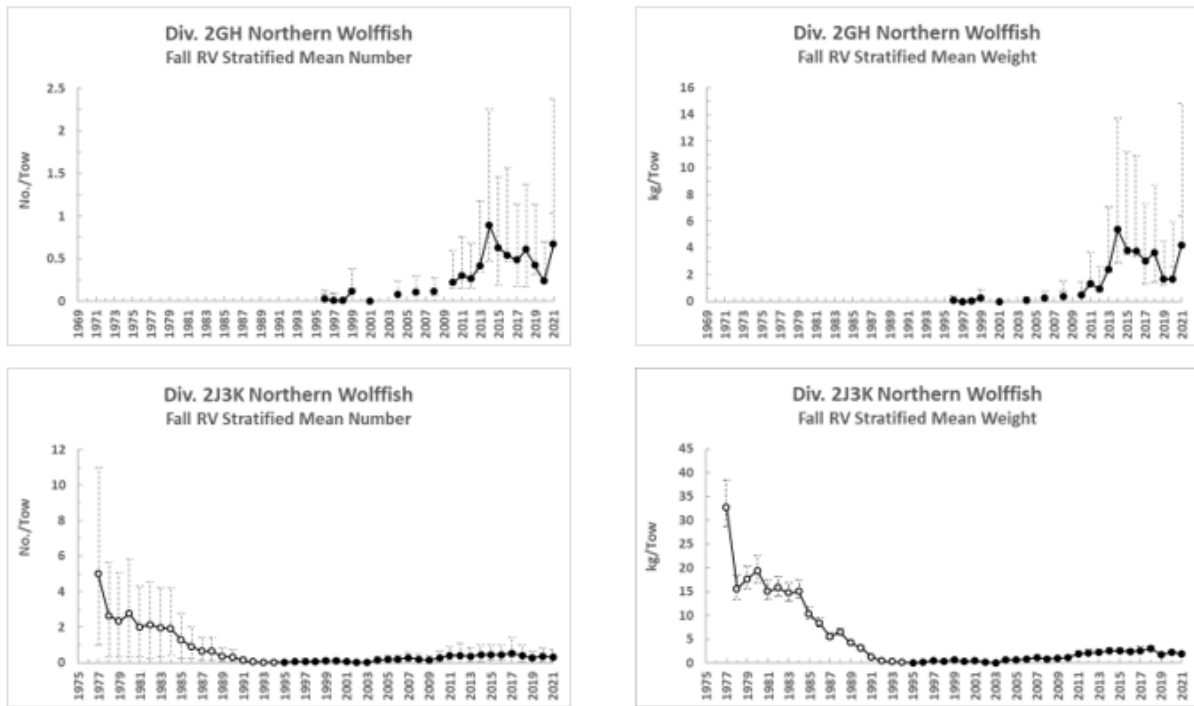 Div. 2GH Northern Wolffish
Fall RV Stratified Mean Number
No./Tow
2.5
2
1.5
1
0.5
0
1969 1971 1973 1975 1977 1979 1981 1983 1985 1987 1989 1991 1993 1995 1997 1999 2001 2003 2005 2007 2009 2011 2013 2015 2017 2019 2021
Div. 2GH Northern Wolffish
Fall RV Stratified Mean Weight
kg/Tow
16
14
12
10
8
6
4
2
0
1969 1971 1973 1975 1977 1979 1981 1983 1985 1987 1989 1991 1993 1995 1997 1999 2001 2003 2005 2007 2009 2011 2013 2015 2017 2019 2021
Div. 2J3K Northern Wolffish
Fall RV Stratified Mean Number
No./Tow
12
10
8
6
4
2
0
1975 1977 1979 1981 1983 1985 1987 1989 1991 1993 1995 1997 1999 2001 2003 2005 2007 2009 2011 2013 2015 2017 2019 2021
Div. 2J3K Northern Wolffish
Fall RV Stratified Mean Weight
kg/Tow
45
40
35
30
25
20
15
10
5
0
1975 1977 1979 1981 1983 1985 1987 1989 1991 1993 1995 1997 1999 2001 2003 2005 2007 2009 2011 2013 2015 2017 2019 2021